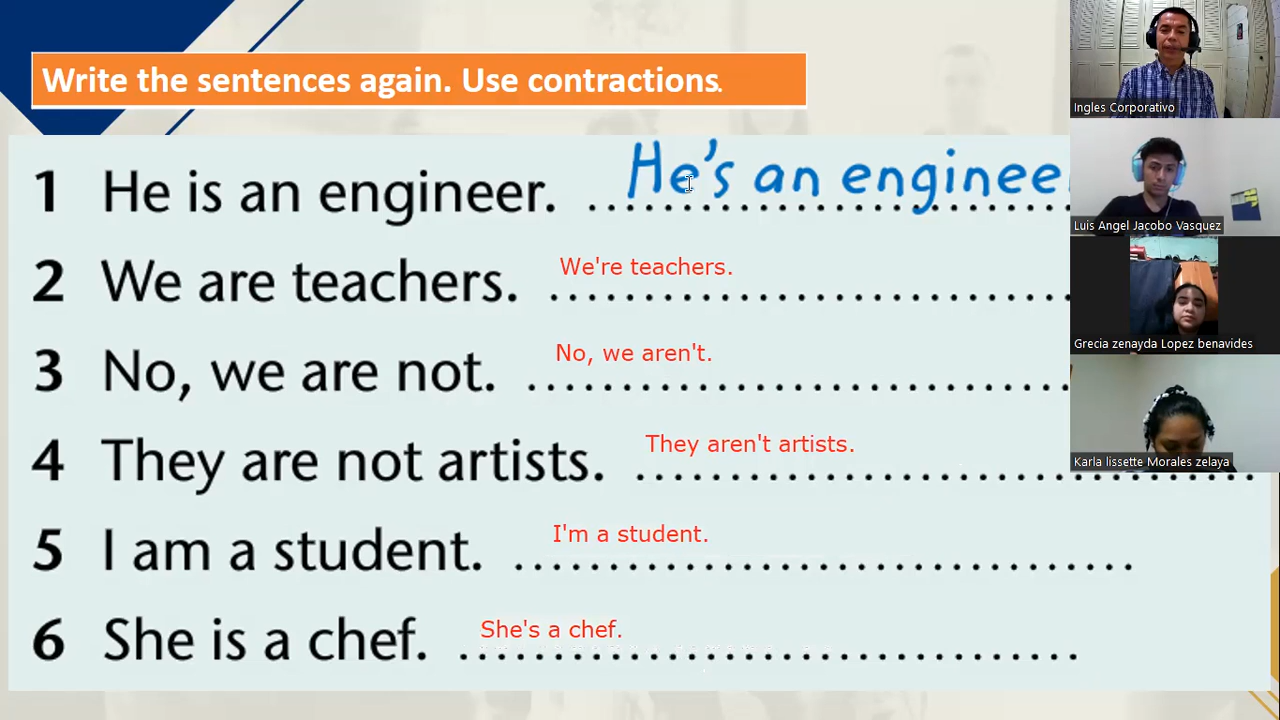 Write the sentences again. Use contractions.
1 He is an engineer. He's an engineer
2 We are teachers. We're teachers.
3 No, we are not. No, we aren't.
4 They are not artists. They aren't artists.
5 I am a student. I'm a student.
6 She is a chef. She's a chef.
Ingles Corporativo
Luis Angel Jacobo Vasquez
Grecia zenayda Lopez benavides
Karla lissette Morales zelaya